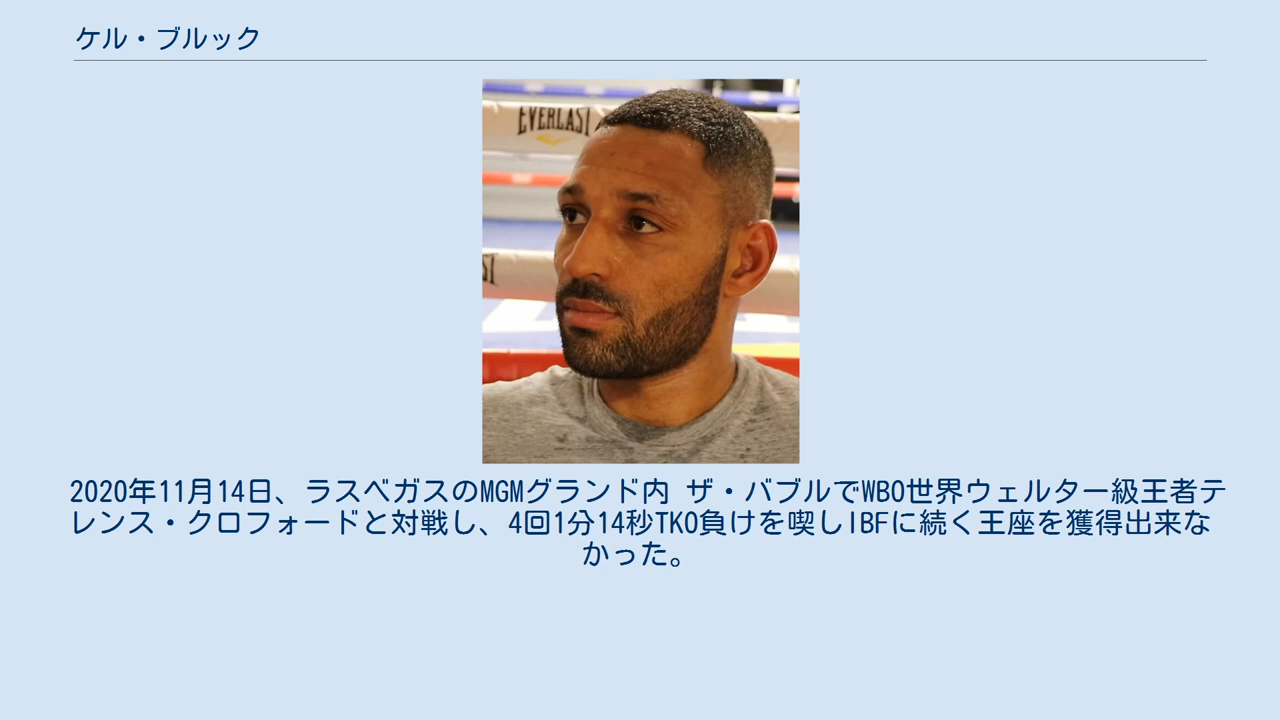 ケル・ブルック
EVERLAST
ST
2020年11月14日、ラスベガスのMGMグランド内 ザ・バブルでWBO世界ウェルター級王者テ
レンス・クロフォードと対戦し、4回1分14秒TKO負けを喫しIBFに続く王座を獲得出来な
かった。